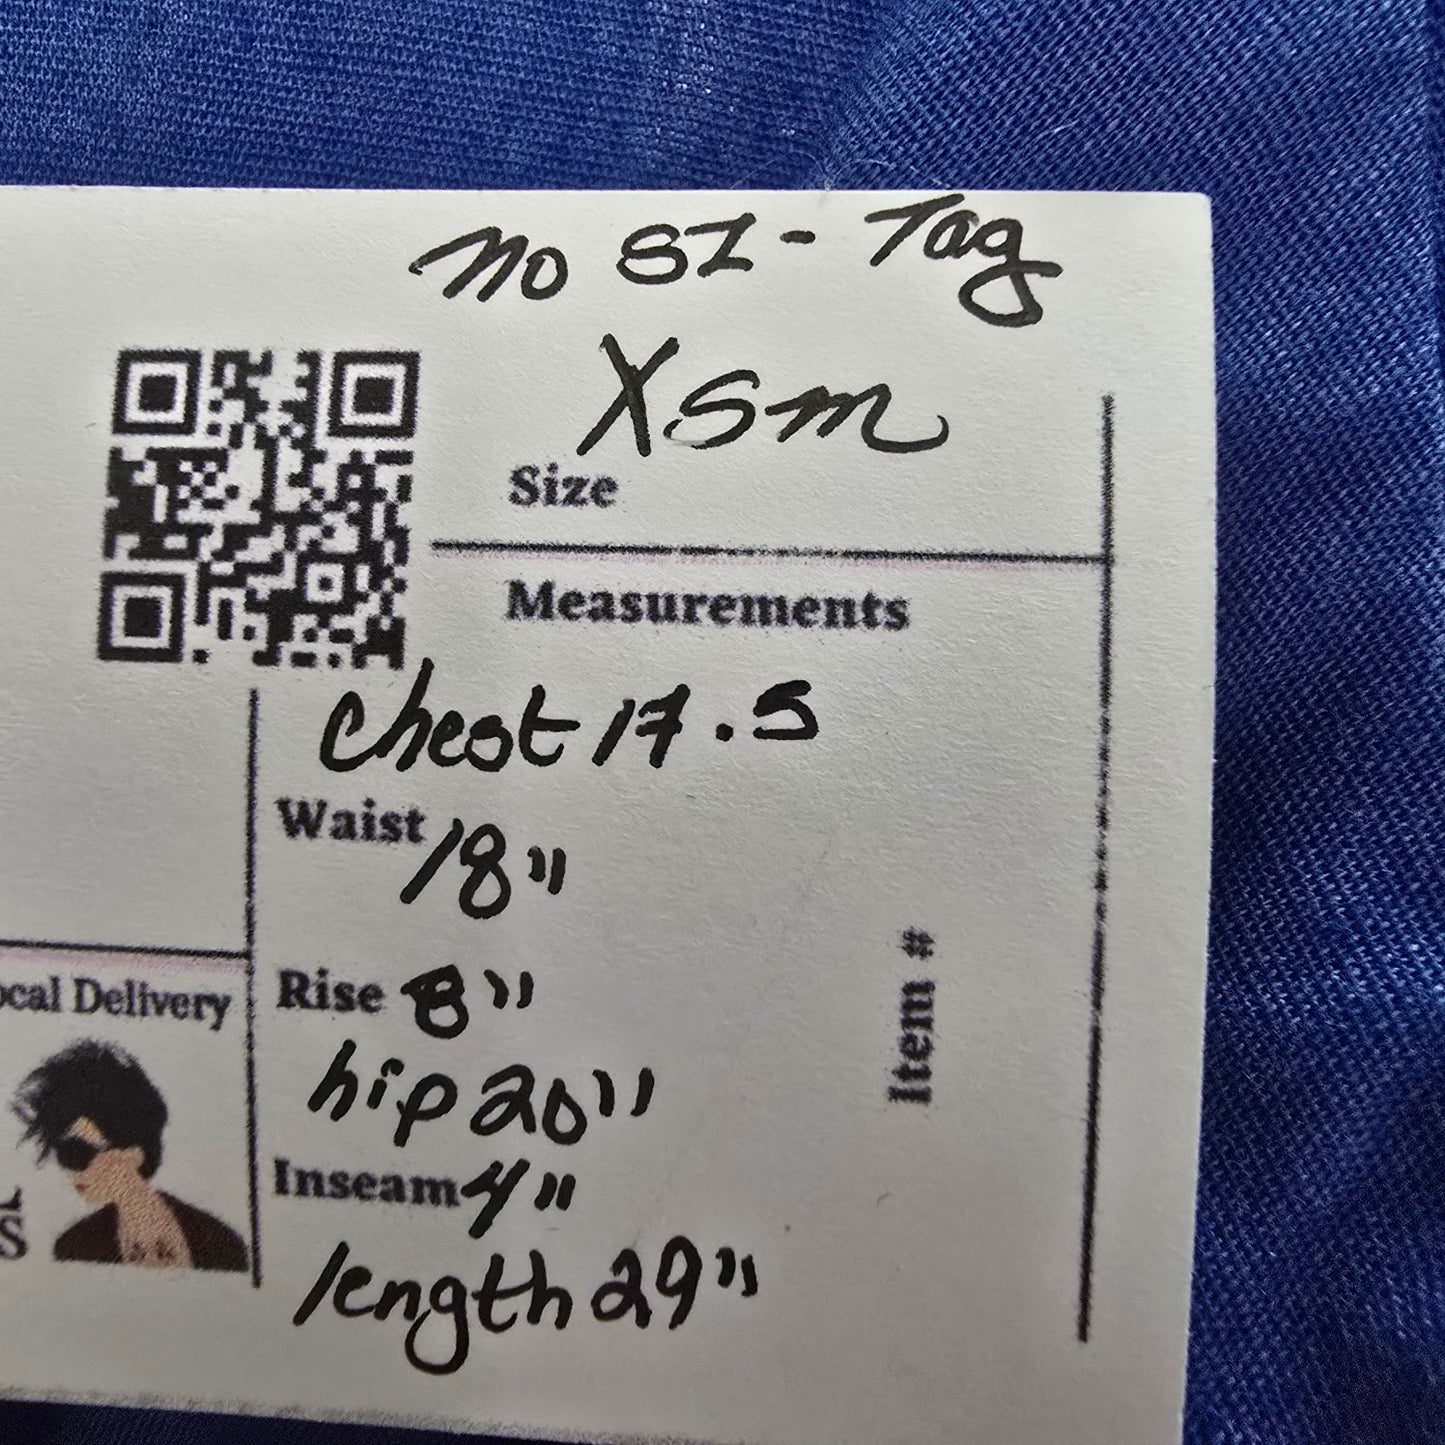 no SZ - Tag
Xsm
Size
Measurements
chest 17.5
Waist 18"
Rise 8"
hip 20"
Inseam 4"
length 29"
Item #
Delivery